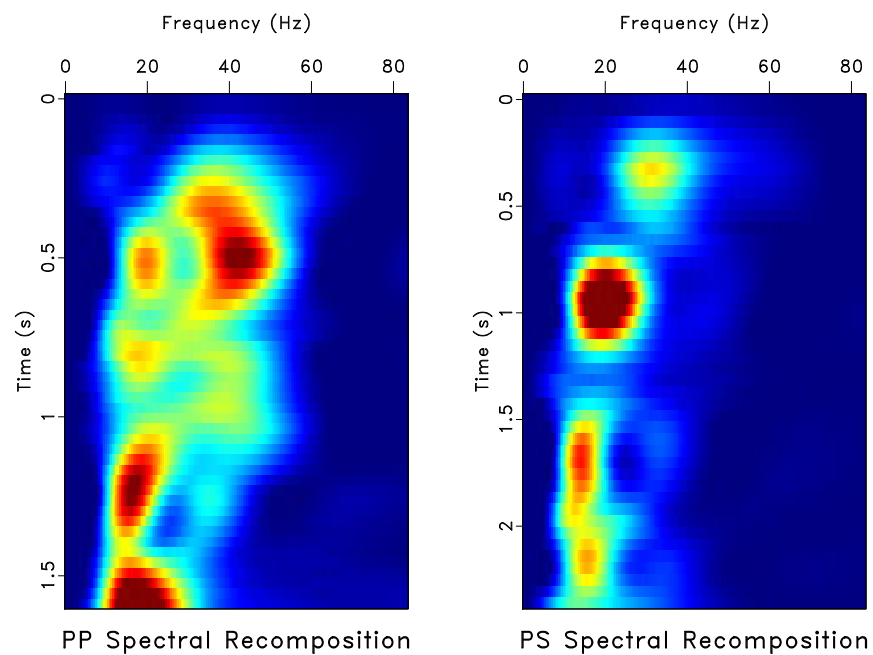 Frequency (Hz)
0 20 40 60 80
0
0.5
1
1.5
Time (s)
PP Spectral Recomposition
Frequency (Hz)
0 20 40 60 80
0
0.5
1
1.5
2
Time (s)
PS Spectral Recomposition